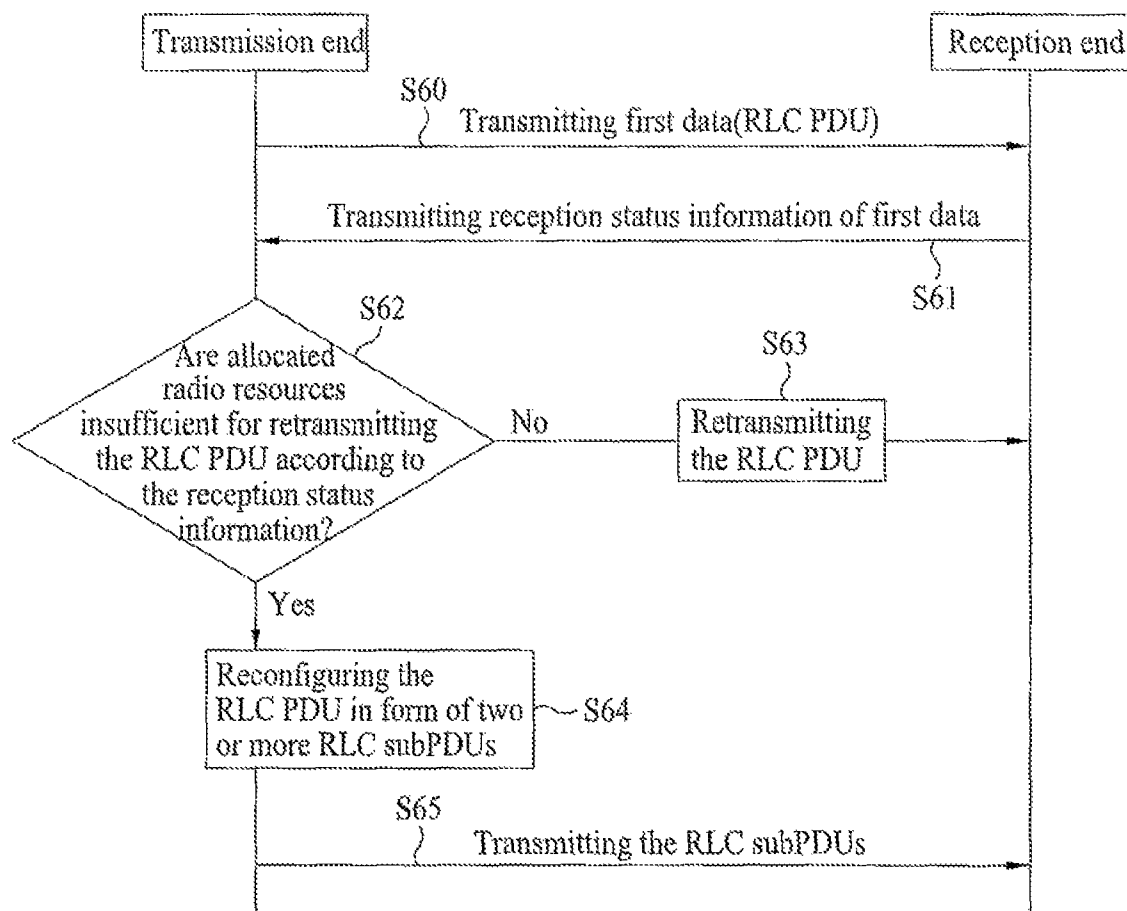 Transmission end
Reception end
S60
Transmitting first data(RLC PDU)
Transmitting reception status information of first data
S61
S62
Are allocated
radio resources
insufficient for retransmitting
the RLC PDU according to
the reception status
information?
No
S63
Retransmitting
the RLC PDU
Yes
Reconfiguring the
RLC PDU in form of two
or more RLC subPDUs
S64
S65
Transmitting the RLC subPDUs